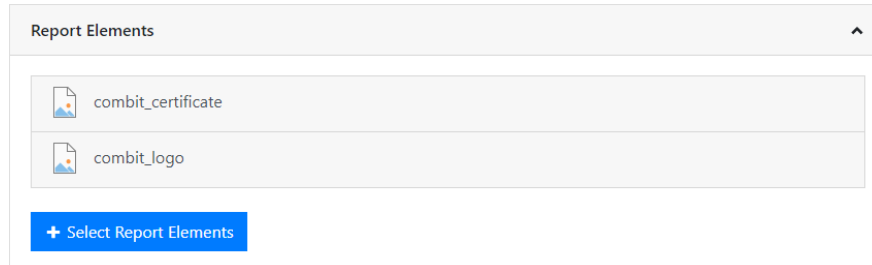 Report Elements
combit_certificate
combit_logo
+ Select Report Elements